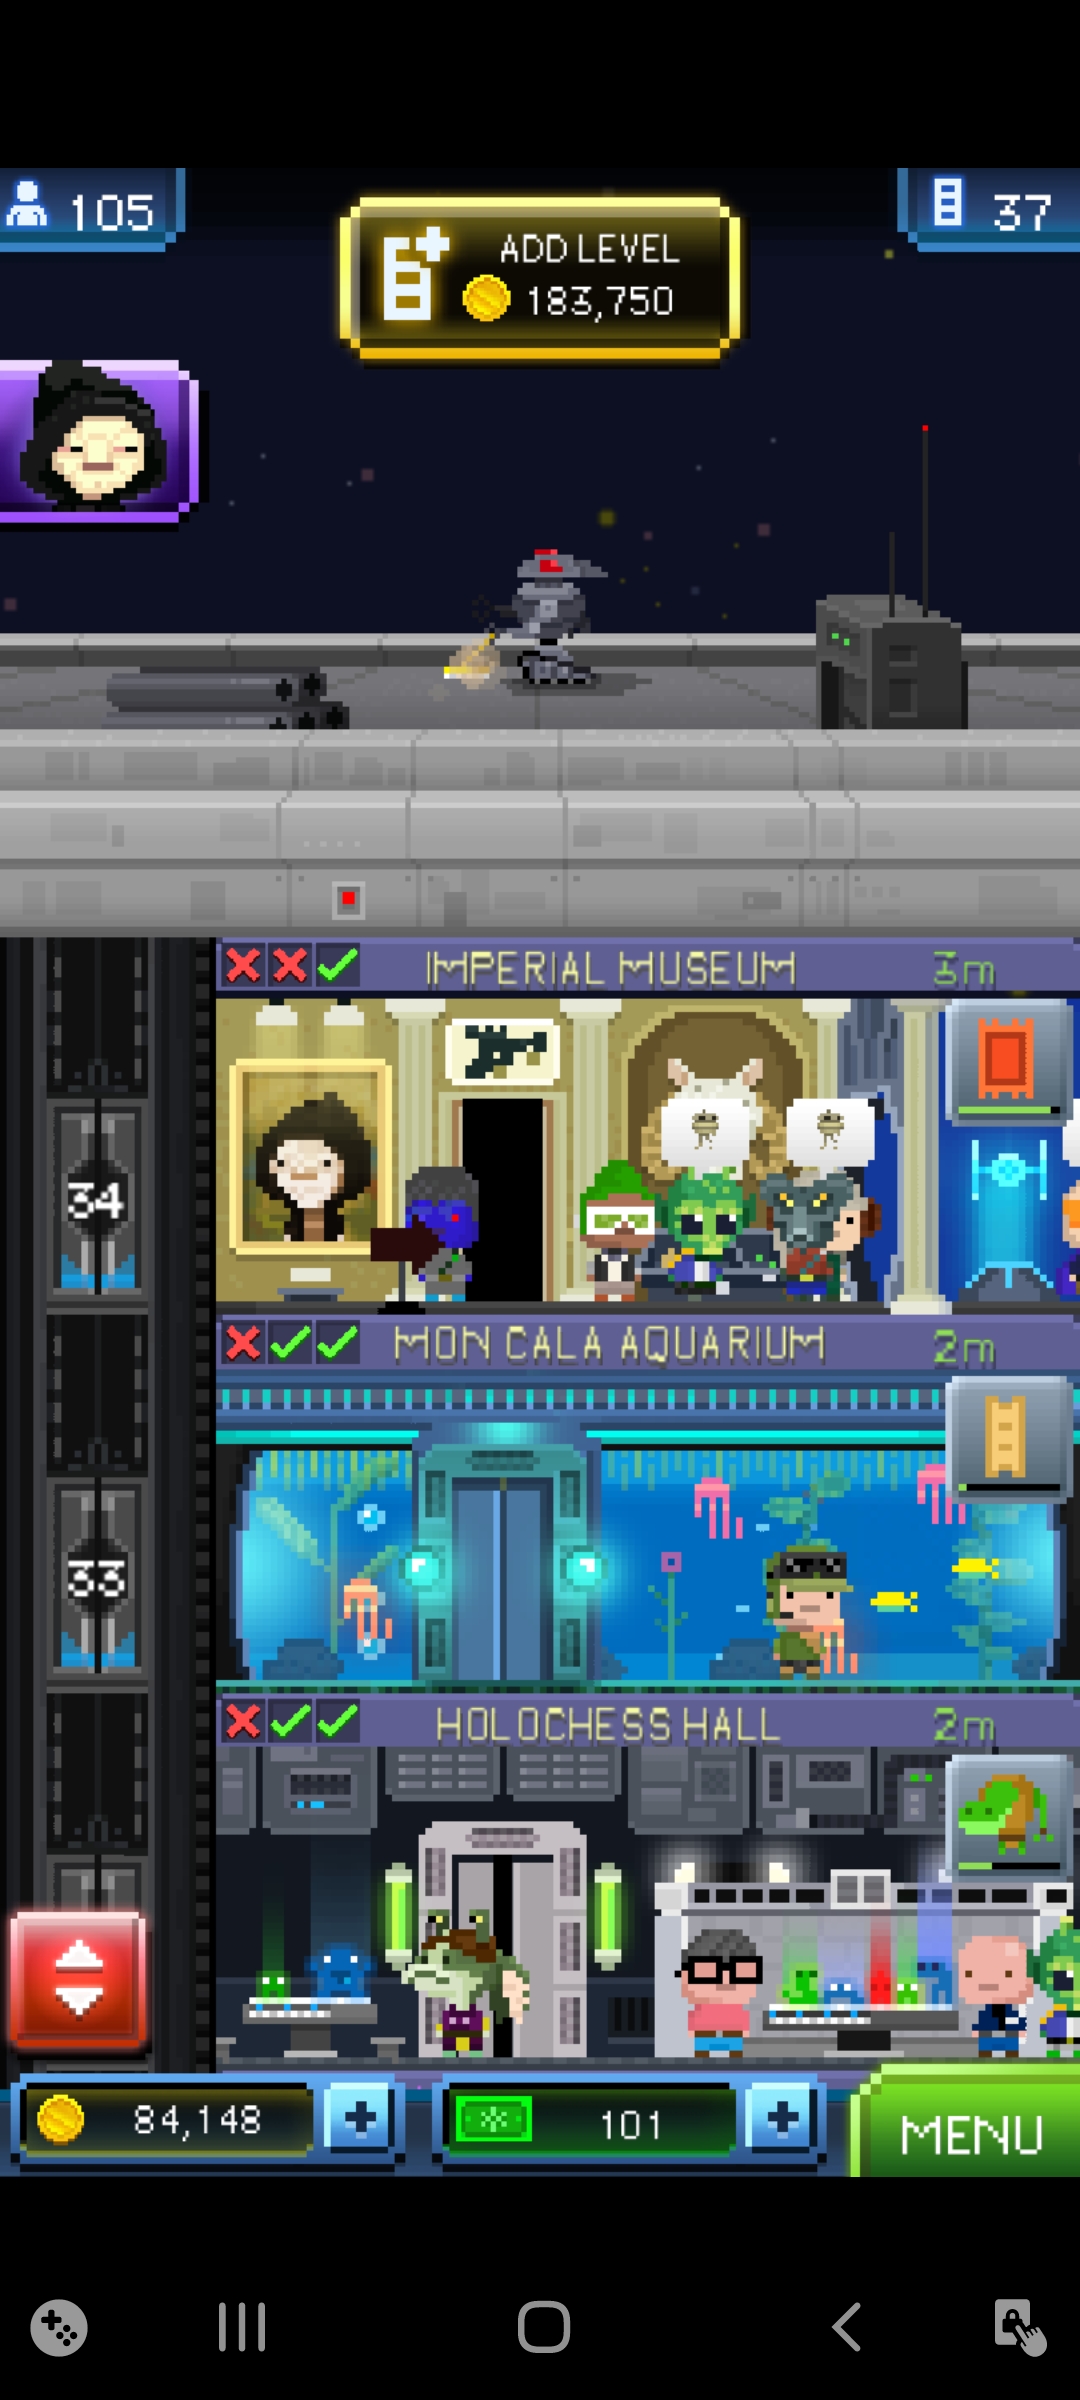 105
ADD LEVEL
183,750
37
IMPERIAL MUSEUM 3m
34
MON CALA AQUARIUM 2m
33
HOLOCHESS HALL 2m
84,148
101
MENU